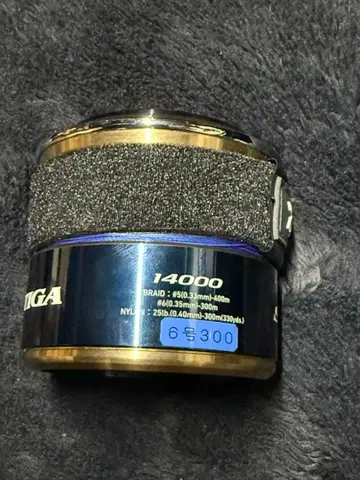 14000
TIGA
BRAID : #5(0.33mm)-400m
#6(0.35mm)-300m
NYLON : 25lb.(0.40mm)-300m(330yds.)
6号300